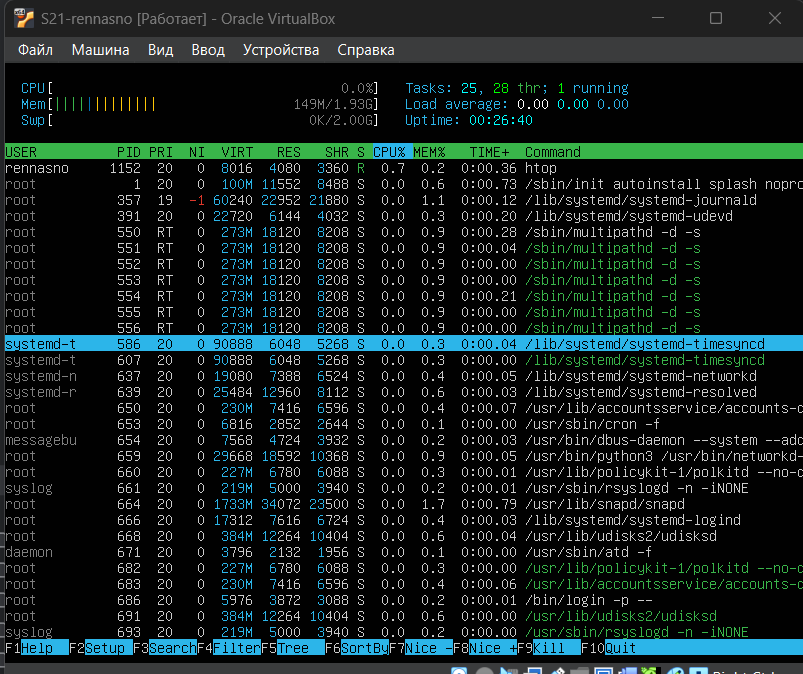 S21-rennasno [Работает] - Oracle VirtualBox
Файл Машина Вид Ввод Устройства Справка
CPU[ 0.0%] Tasks: 25, 28 thr; 1 running
Mem[||||||||||||| 149M/1.93G] Load average: 0.00 0.00 0.00
Swp[ 0K/2.00G] Uptime: 00:26:40
USER PID PRI NI VIRT RES SHR S CPU% MEM% TIME+ Command
rennasno 1152 20 0 8016 4080 3360 R 0.7 0.2 0:00.36 htop
root 1 20 0 100M 11552 8488 S 0.0 0.6 0:00.73 /sbin/init autoinstall splash nopro
root 357 19 -1 60240 22952 21880 S 0.0 1.1 0:00.12 /lib/systemd/systemd-journald
root 391 20 0 22720 6144 4032 S 0.0 0.3 0:00.20 /lib/systemd/systemd-udevd
root 550 RT 0 273M 18120 8208 S 0.0 0.9 0:00.28 /sbin/multipathd -d -s
root 551 RT 0 273M 18120 8208 S 0.0 0.9 0:00.04 /sbin/multipathd -d -s
root 552 RT 0 273M 18120 8208 S 0.0 0.9 0:00.00 /sbin/multipathd -d -s
root 553 RT 0 273M 18120 8208 S 0.0 0.9 0:00.00 /sbin/multipathd -d -s
root 554 RT 0 273M 18120 8208 S 0.0 0.9 0:00.21 /sbin/multipathd -d -s
root 555 RT 0 273M 18120 8208 S 0.0 0.9 0:00.00 /sbin/multipathd -d -s
root 556 RT 0 273M 18120 8208 S 0.0 0.9 0:00.00 /sbin/multipathd -d -s
systemd-t 586 20 0 90888 6048 5268 S 0.0 0.3 0:00.04 /lib/systemd/systemd-timesyncd
systemd-t 607 20 0 90888 6048 5268 S 0.0 0.3 0:00.00 /lib/systemd/systemd-timesyncd
systemd-n 637 20 0 19080 7388 6524 S 0.0 0.4 0:00.05 /lib/systemd/systemd-networkd
systemd-r 639 20 0 25484 12960 8112 S 0.0 0.6 0:00.03 /lib/systemd/systemd-resolved
root 650 20 0 230M 7416 6596 S 0.0 0.4 0:00.07 /usr/lib/accountsservice/accounts-d
root 653 20 0 6816 2852 2644 S 0.0 0.1 0:00.00 /usr/sbin/cron -f
messagebu 654 20 0 7568 4724 3932 S 0.0 0.2 0:00.03 /usr/bin/dbus-daemon --system --add
root 659 20 0 29668 18592 10368 S 0.0 0.9 0:00.05 /usr/bin/python3 /usr/bin/networkd-
root 660 20 0 227M 6780 6088 S 0.0 0.3 0:00.01 /usr/lib/policykit-1/polkitd --no-d
syslog 661 20 0 219M 5000 3940 S 0.0 0.2 0:00.01 /usr/sbin/rsyslogd -n -iNONE
root 664 20 0 1733M 34072 23500 S 0.0 1.7 0:00.79 /usr/lib/snapd/snapd
root 666 20 0 17312 7616 6724 S 0.0 0.4 0:00.03 /lib/systemd/systemd-logind
root 668 20 0 384M 12264 10404 S 0.0 0.6 0:00.04 /usr/lib/udisks2/udisksd
daemon 671 20 0 3796 2132 1956 S 0.0 0.1 0:00.00 /usr/sbin/atd -f
root 682 20 0 227M 6780 6088 S 0.0 0.3 0:00.00 /usr/lib/policykit-1/polkitd --no-d
root 683 20 0 230M 7416 6596 S 0.0 0.4 0:00.06 /usr/lib/accountsservice/accounts-d
root 686 20 0 5976 3872 3088 S 0.0 0.2 0:00.01 /bin/login -p --
root 691 20 0 384M 12264 10404 S 0.0 0.6 0:00.00 /usr/lib/udisks2/udisksd
syslog 693 20 0 219M 5000 3940 S 0.0 0.2 0:00.00 /usr/sbin/rsyslogd -n -iNONE
F1Help F2Setup F3Search F4Filter F5Tree F6SortBy F7Nice - F8Nice + F9Kill F10Quit